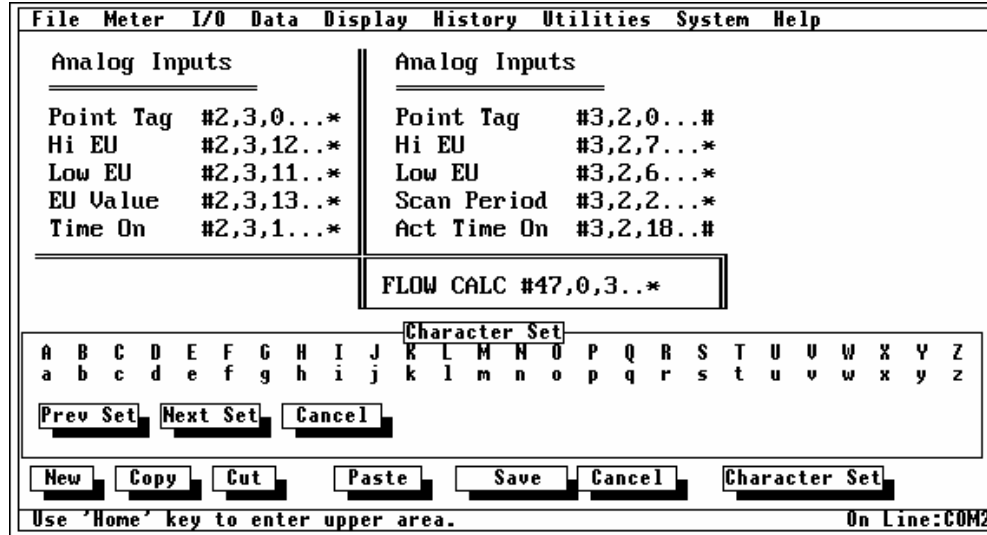 File Meter I/O Data Display History Utilities System Help
Analog Inputs Analog Inputs
Point Tag #2,3,0...* Point Tag #3,2,0...#
Hi EU #2,3,12..* Hi EU #3,2,7...*
Low EU #2,3,11..* Low EU #3,2,6...*
EU Value #2,3,13..* Scan Period #3,2,2...*
Time On #2,3,1...* Act Time On #3,2,18..#
FLOW CALC #47,0,3..*
Character Set
A B C D E F G H I J K L M N O P Q R S T U V W X Y Z
a b c d e f g h i j k l m n o p q r s t u v w x y z
Prev Set Next Set Cancel
New Copy Cut Paste Save Cancel Character Set
Use 'Home' key to enter upper area. On Line:COM2